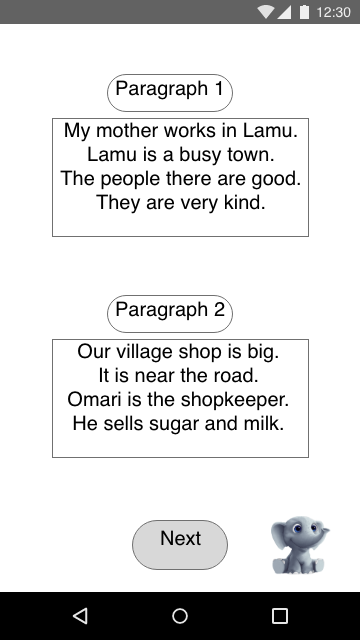 12:30
Paragraph 1
My mother works in Lamu.
Lamu is a busy town.
The people there are good.
They are very kind.
Paragraph 2
Our village shop is big.
It is near the road.
Omari is the shopkeeper.
He sells sugar and milk.
Next